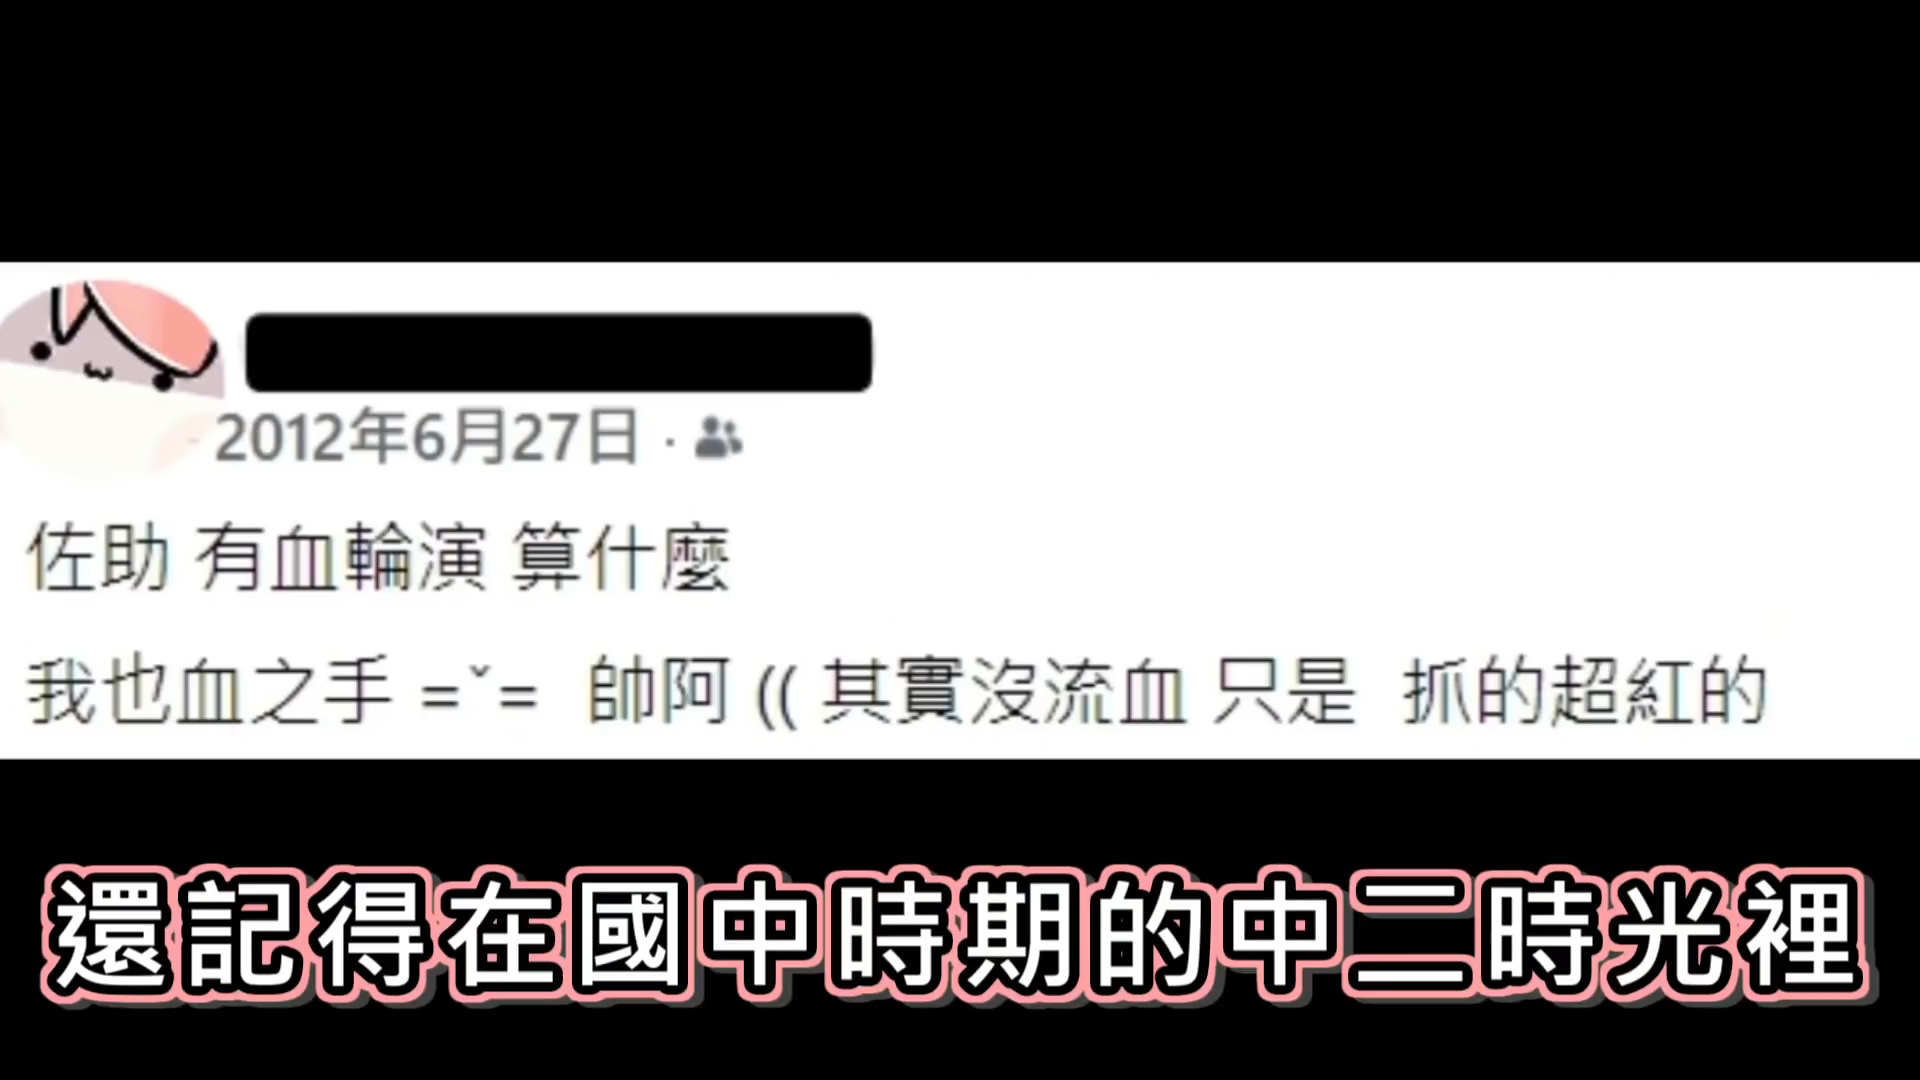 2012年6月27日 ·
佐助 有血輪演 算什麼
我也血之手 =ˇ= 帥阿 (( 其實沒流血 只是 抓的超紅的
還記得在國中時期的中二時光裡